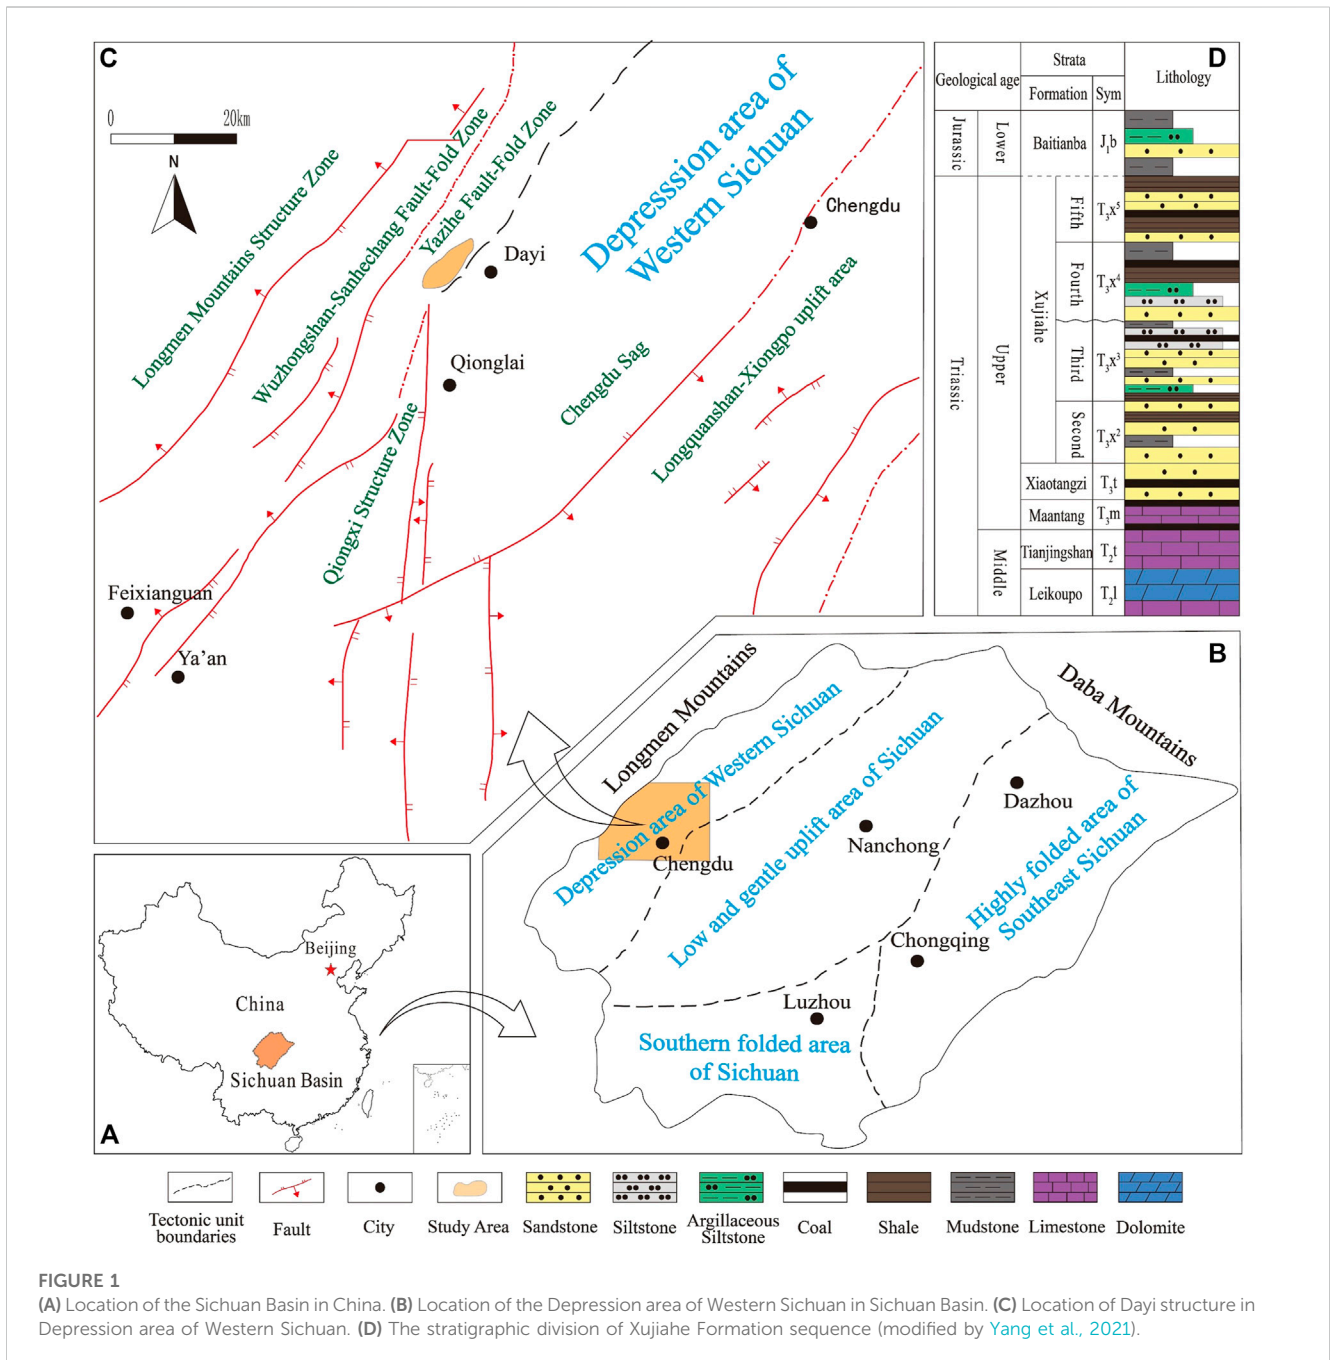 C
0 20km
N
Longmen Mountains Structure Zone
Wuzhongshan-Sanhechang Fault-Fold Zone
Yazihe Fault-Fold Zone
Depresssion area of
Western Sichuan
Chengdu
Dayi
Qionglai
Chengdu Sag
Longquanshan-Xiongpo uplift area
Qiongxi Structure Zone
Feixianguan
Ya'an
D
Geological age
Strata
Lithology
Formation
Sym
Jurassic
Lower
Baitianba
J1b
Triassic
Upper
Xujiahe
Fifth
T3x5
Fourth
T3x4
Third
T3x3
Second
T3x2
Xiaotangzi
T3t
Maantang
T3m
Middle
Tianjingshan
T2t
Leikoupo
T2l
B
Longmen Mountains
Daba Mountains
Depression area of Western Sichuan
Low and gentle uplift area of Sichuan
Highly folded area of
Southeast Sichuan
Southern folded area
of Sichuan
Chengdu
Nanchong
Dazhou
Chongqing
Luzhou
A
Beijing
China
Sichuan Basin
Tectonic unit
boundaries
Fault
City
Study Area
Sandstone
Siltstone
Argillaceous
Siltstone
Coal
Shale
Mudstone
Limestone
Dolomite
FIGURE 1
(A) Location of the Sichuan Basin in China. (B) Location of the Depression area of Western Sichuan in Sichuan Basin. (C) Location of Dayi structure in
Depression area of Western Sichuan. (D) The stratigraphic division of Xujiahe Formation sequence (modified by Yang et al., 2021).